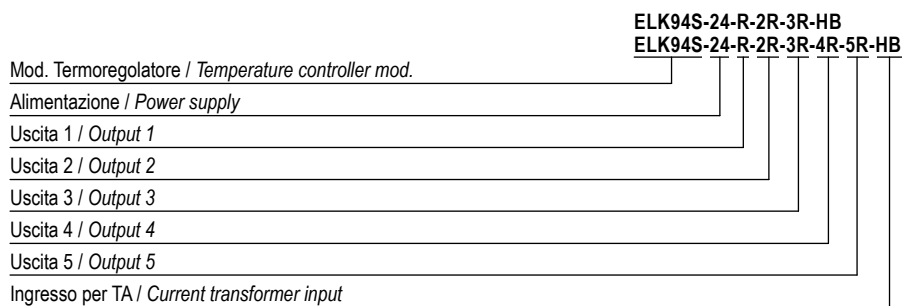 ELK94S-24-R-2R-3R-HB
ELK94S-24-R-2R-3R-4R-5R-HB
Mod. Termoregolatore / Temperature controller mod.
Alimentazione / Power supply
Uscita 1 / Output 1
Uscita 2 / Output 2
Uscita 3 / Output 3
Uscita 4 / Output 4
Uscita 5 / Output 5
Ingresso per TA / Current transformer input